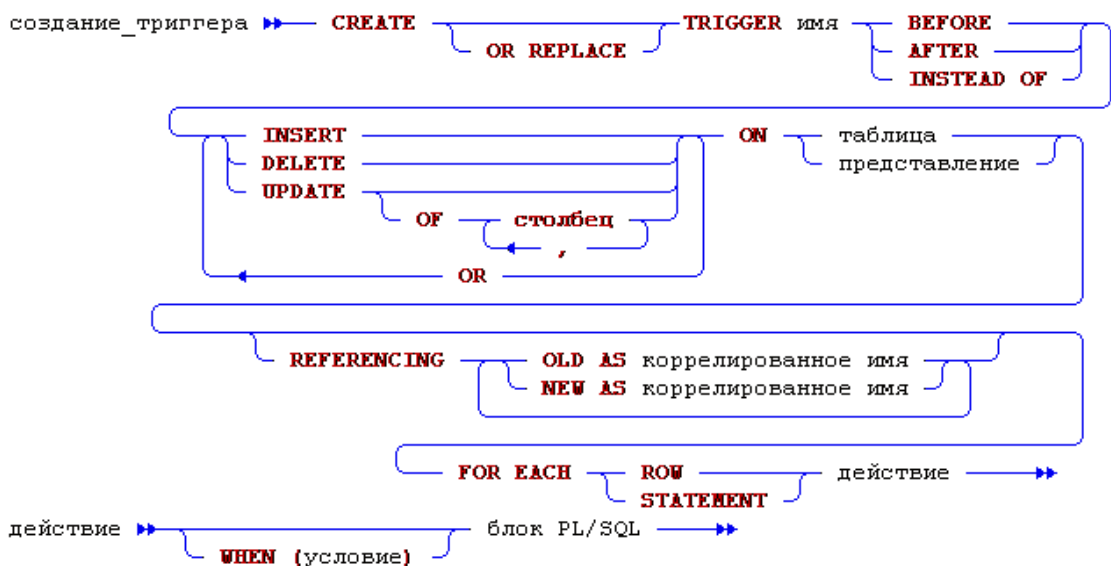 создание_триггера CREATE TRIGGER имя BEFORE
OR REPLACE AFTER
INSTEAD OF
INSERT ON таблица
DELETE представление
UPDATE
OF столбец
,
OR
REFERENCING OLD AS коррелированное имя
NEW AS коррелированное имя
FOR EACH ROW действие
STATEMENT
действие блок PL/SQL
WHEN (условие)